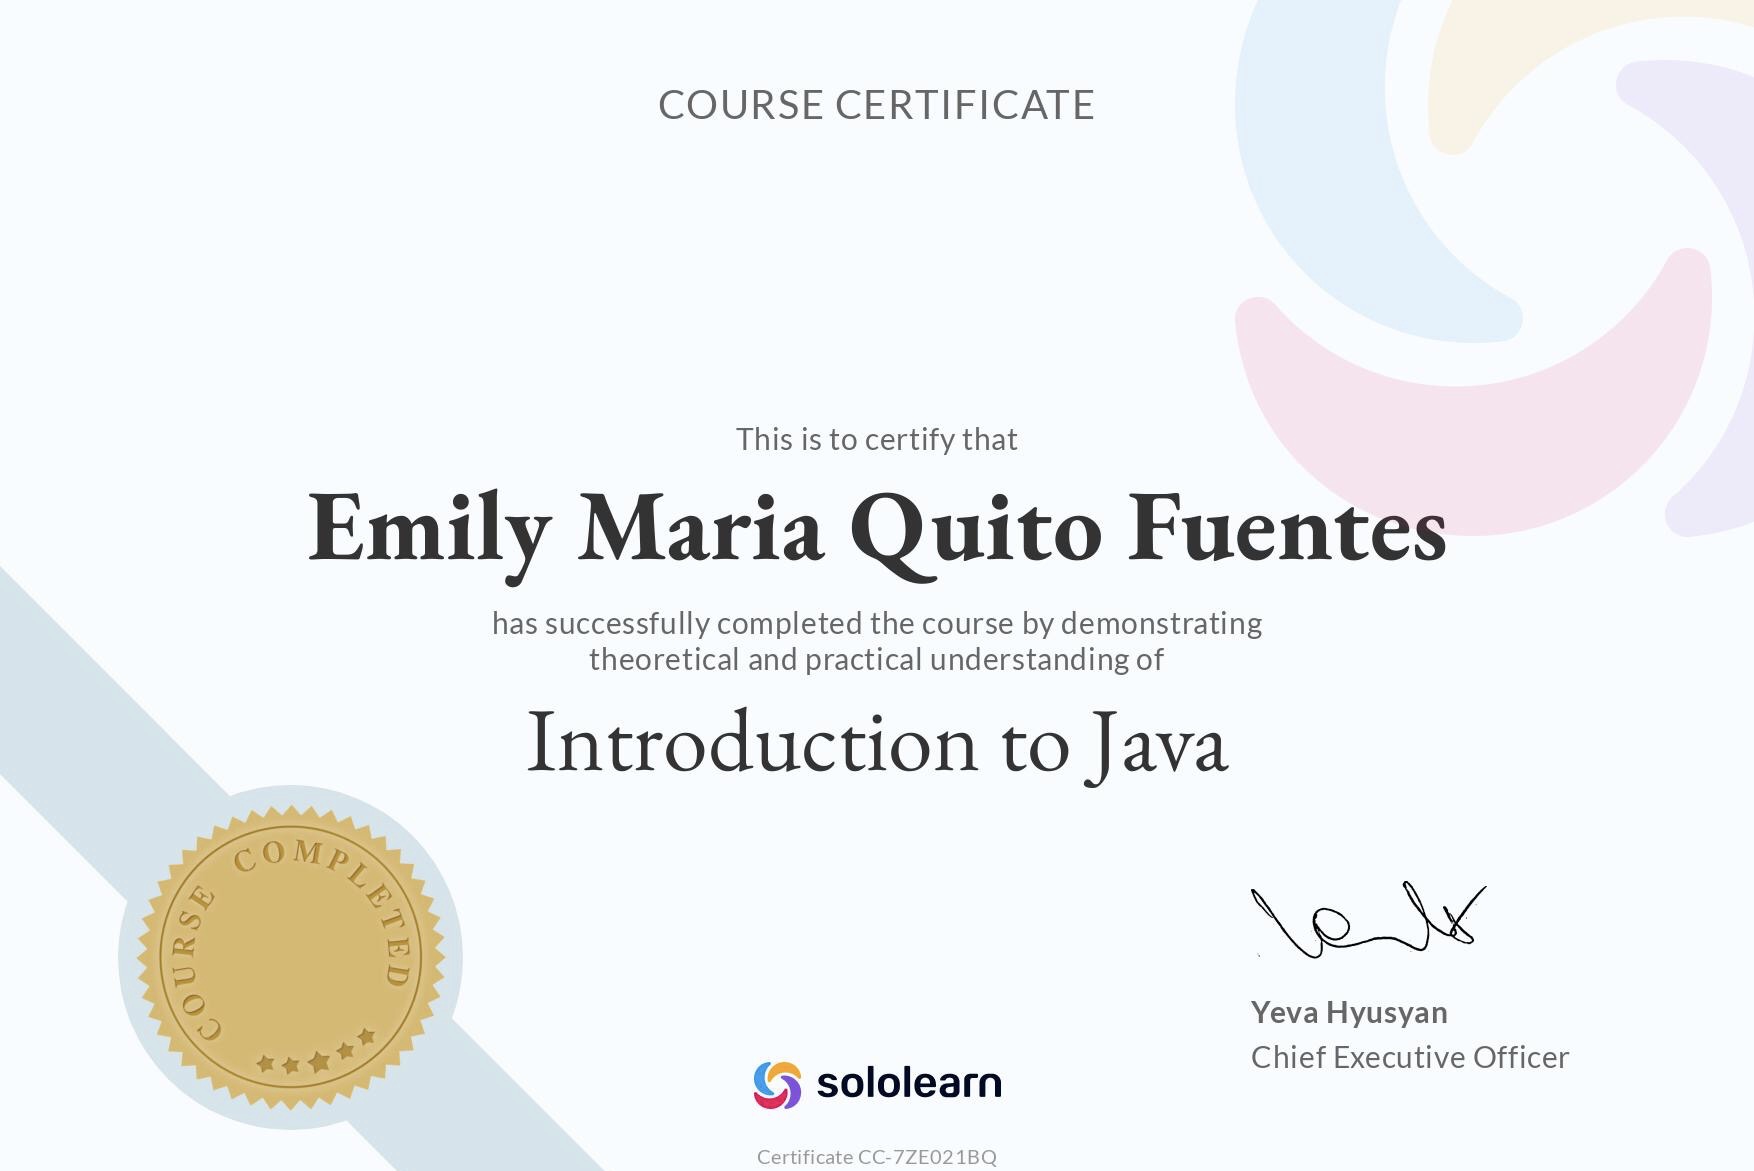 COURSE CERTIFICATE
This is to certify that
Emily Maria Quito Fuentes
has successfully completed the course by demonstrating
theoretical and practical understanding of
Introduction to Java
COURSE COMPLETED
Yeva Hyusyan
Chief Executive Officer
sololearn
Certificate CC-7ZE021BQ